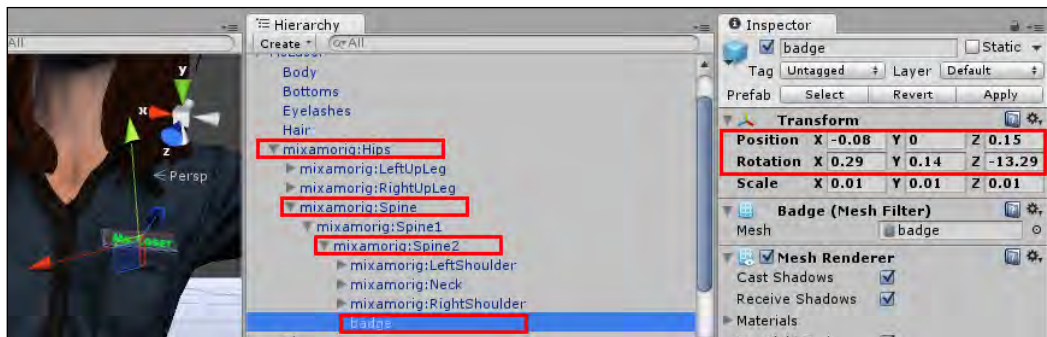 All
y
x
z
Persp
Ms Laser
Hierarchy
Create
All
Body
Bottoms
Eyelashes
Hair
mixamorig:Hips
mixamorig:LeftUpLeg
mixamorig:RightUpLeg
mixamorig:Spine
mixamorig:Spine1
mixamorig:Spine2
mixamorig:LeftShoulder
mixamorig:Neck
mixamorig:RightShoulder
badge
Inspector
badge Static
Tag Untagged Layer Default
Prefab Select Revert Apply
Transform
Position X -0.08 Y 0 Z 0.15
Rotation X 0.29 Y 0.14 Z -13.29
Scale X 0.01 Y 0.01 Z 0.01
Badge (Mesh Filter)
Mesh badge
Mesh Renderer
Cast Shadows
Receive Shadows
Materials